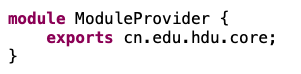 module ModuleProvider {
    exports cn.edu.hdu.core;
}